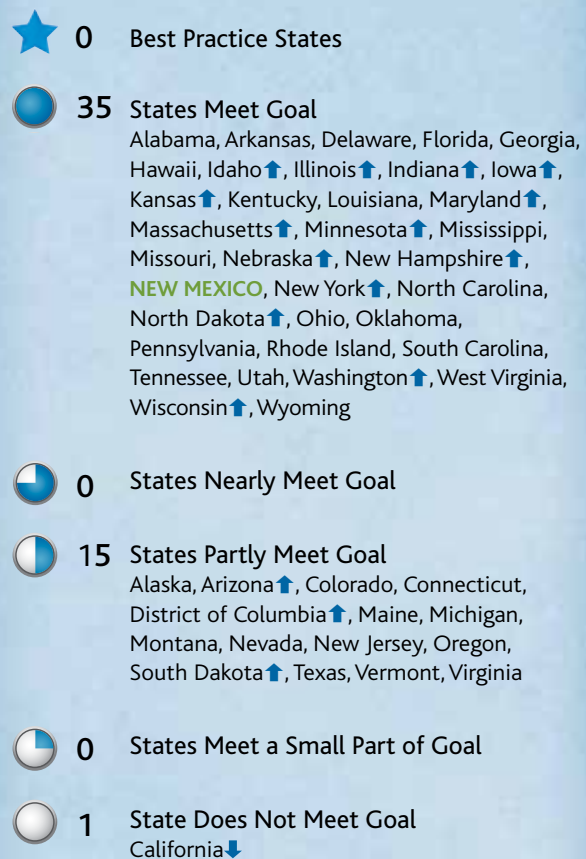 0 Best Practice States
35 States Meet Goal
Alabama, Arkansas, Delaware, Florida, Georgia,
Hawaii, Idaho⬆, Illinois⬆, Indiana⬆, Iowa⬆,
Kansas⬆, Kentucky, Louisiana, Maryland⬆,
Massachusetts⬆, Minnesota⬆, Mississippi,
Missouri, Nebraska⬆, New Hampshire⬆,
NEW MEXICO, New York⬆, North Carolina,
North Dakota⬆, Ohio, Oklahoma,
Pennsylvania, Rhode Island, South Carolina,
Tennessee, Utah, Washington⬆, West Virginia,
Wisconsin⬆, Wyoming
0 States Nearly Meet Goal
15 States Partly Meet Goal
Alaska, Arizona⬆, Colorado, Connecticut,
District of Columbia⬆, Maine, Michigan,
Montana, Nevada, New Jersey, Oregon,
South Dakota⬆, Texas, Vermont, Virginia
0 States Meet a Small Part of Goal
1 State Does Not Meet Goal
California⬇